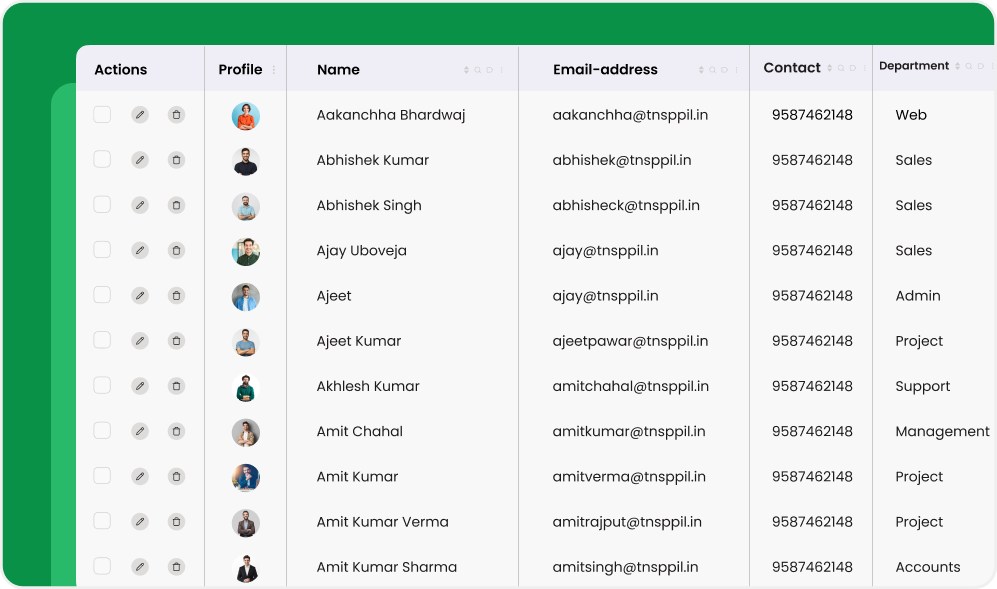 Actions Profile Name Email-address Contact Department
Aakanchha Bhardwaj aakanchha@tnsppil.in 9587462148 Web
Abhishek Kumar abhishek@tnsppil.in 9587462148 Sales
Abhishek Singh abhisheck@tnsppil.in 9587462148 Sales
Ajay Uboveja ajay@tnsppil.in 9587462148 Sales
Ajeet ajay@tnsppil.in 9587462148 Admin
Ajeet Kumar ajeetpawar@tnsppil.in 9587462148 Project
Akhlesh Kumar amitchahal@tnsppil.in 9587462148 Support
Amit Chahal amitkumar@tnsppil.in 9587462148 Management
Amit Kumar amitverma@tnsppil.in 9587462148 Project
Amit Kumar Verma amitrajput@tnsppil.in 9587462148 Project
Amit Kumar Sharma amitsingh@tnsppil.in 9587462148 Accounts